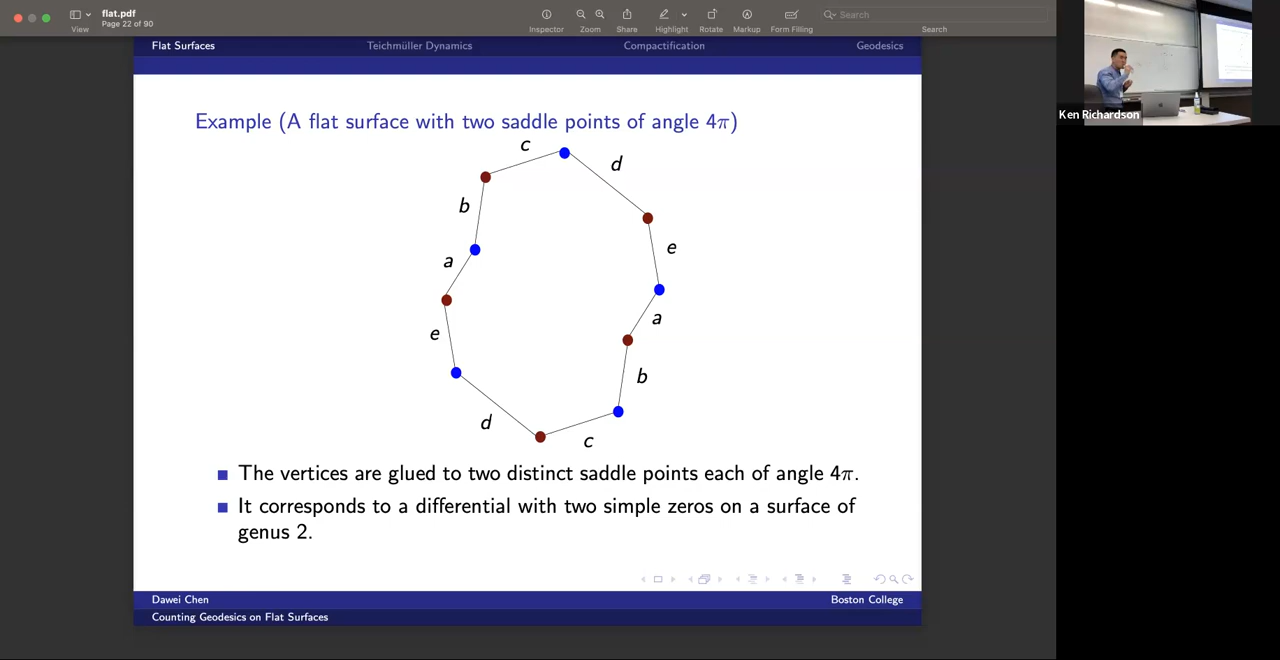 flat.pdf
Page 22 of 90
View
Inspector
Zoom
Share
Highlight
Rotate
Markup
Form Filling
Search
Search
Flat Surfaces
Teichmüller Dynamics
Compactification
Geodesics
Ken Richardson
Example (A flat surface with two saddle points of angle 4π)
c
d
b
e
a
a
e
b
d
c
The vertices are glued to two distinct saddle points each of angle 4π.
It corresponds to a differential with two simple zeros on a surface of
genus 2.
Dawei Chen
Boston College
Counting Geodesics on Flat Surfaces